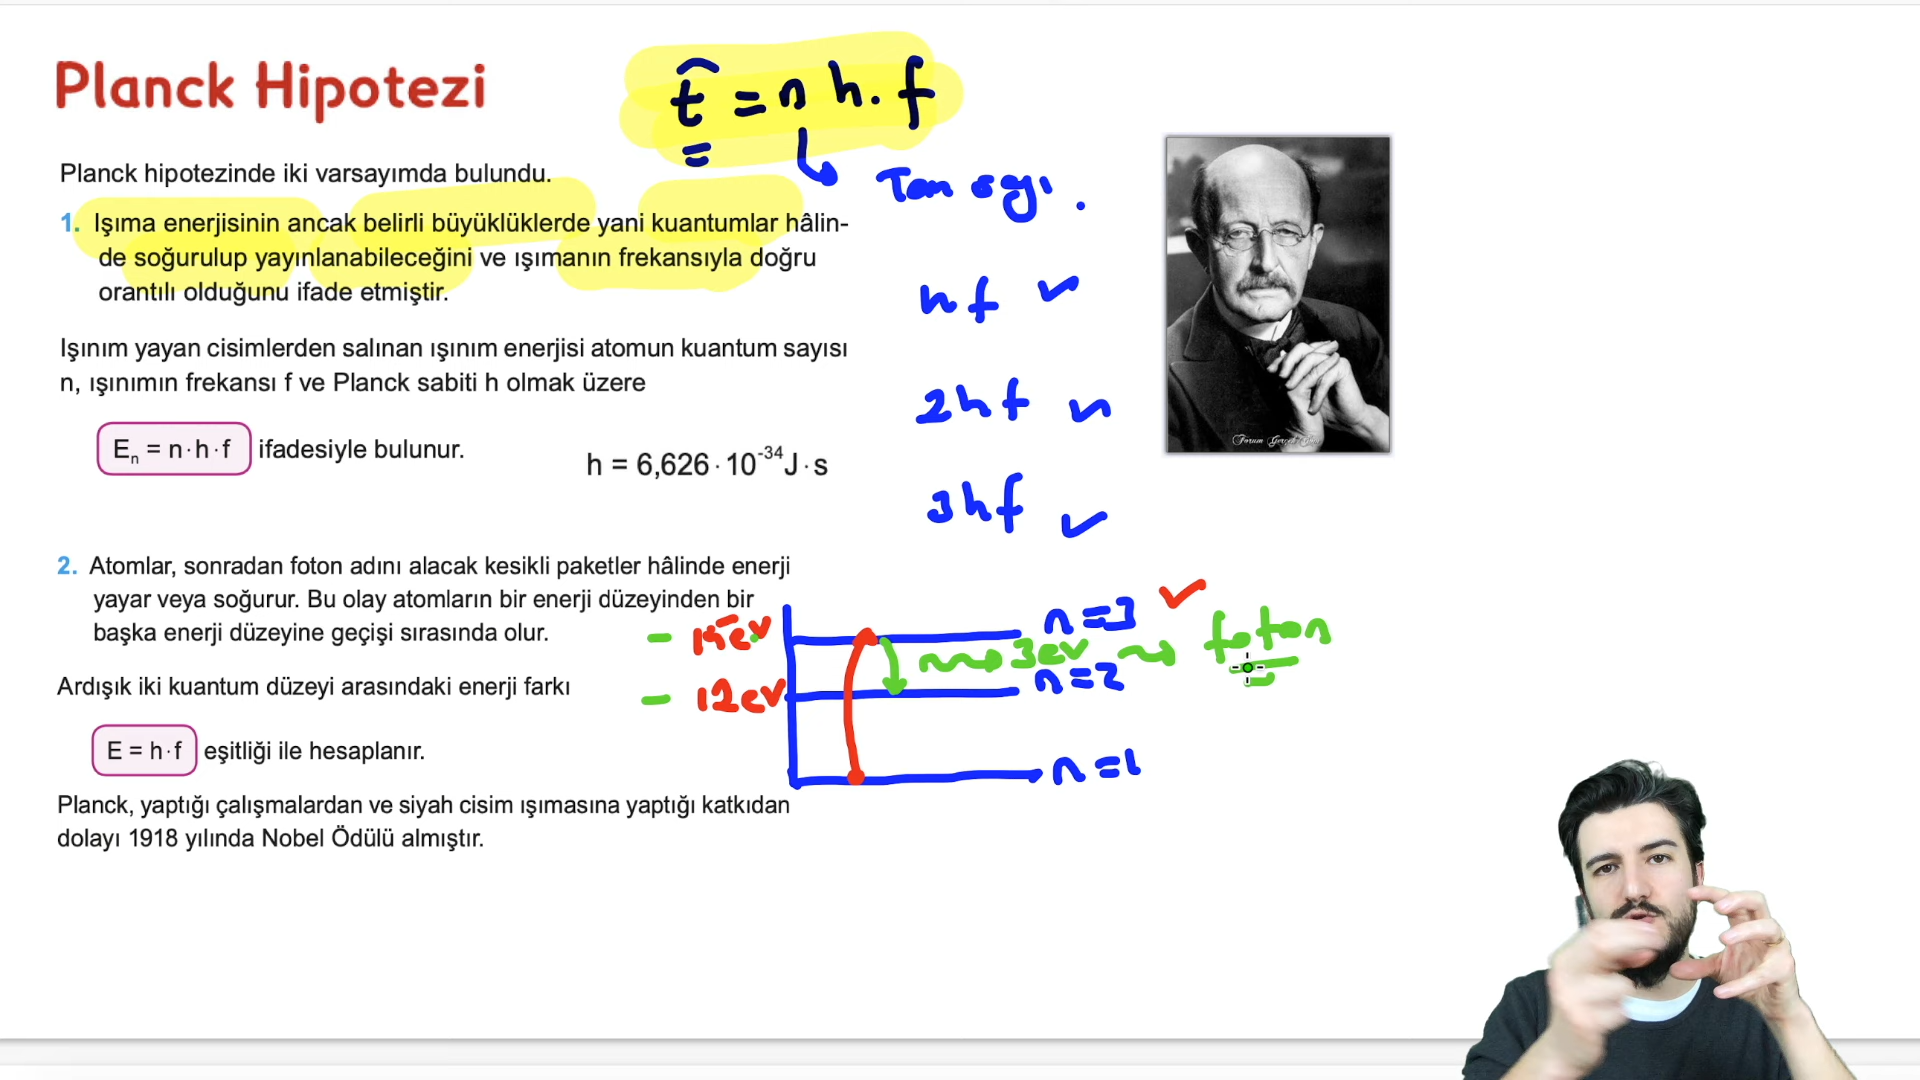 Planck Hipotezi
E = n h . f
Tam sayı .
Planck hipotezinde iki varsayımda bulundu.
1. Işıma enerjisinin ancak belirli büyüklüklerde yani kuantumlar hâlin-
de soğurulup yayınlanabileceğini ve ışımanın frekansıyla doğru
orantılı olduğunu ifade etmiştir.
hf
Işınım yayan cisimlerden salınan ışınım enerjisi atomun kuantum sayısı
n, ışınımın frekansı f ve Planck sabiti h olmak üzere
2hf
Eₙ = n·h·f ifadesiyle bulunur.
h = 6,626 · 10⁻³⁴ J · s
3hf
2. Atomlar, sonradan foton adını alacak kesikli paketler hâlinde enerji
yayar veya soğurur. Bu olay atomların bir enerji düzeyinden bir
başka enerji düzeyine geçişi sırasında olur.
n=3
- 15ev
3ev
foton
n=2
- 12ev
Ardışık iki kuantum düzeyi arasındaki enerji farkı
E = h·f eşitliği ile hesaplanır.
n=1
Planck, yaptığı çalışmalardan ve siyah cisim ışımasına yaptığı katkıdan
dolayı 1918 yılında Nobel Ödülü almıştır.